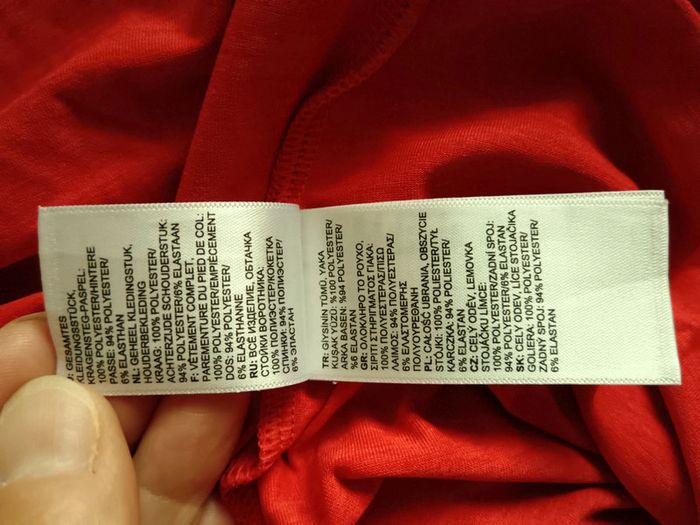 GESAMTES
KLEIDUNGSSTÜCK,
KRAGENSTEG-PASPEL:
100% POLYESTER/HINTERE
PASSE: 94% POLYESTER/
6% ELASTHAN
NL: GEHEEL KLEDINGSTUK,
HOUDERBEKLEDING
KRAAG: 100% POLYESTER/
ACHTERSTE SCHOUDERSTUK:
94% POLYESTER/6% ELASTAAN
F: VÊTEMENT COMPLET,
PAREMENTURE DU PIED DE COL:
100% POLYESTER/EMPIÈCEMENT
DOS: 94% POLYESTER/
6% ÉLASTHANNE
RU: ВСЕ ИЗДЕЛИЕ, ОБТАЧКА
СТОЙКИ ВОРОТНИКА:
100% ПОЛИЭСТЕР/КОКЕТКА
СПИНКИ: 94% ПОЛИЭСТЕР/
6% ЭЛАСТАН
TR: GİYSİNİN TÜMÜ, YAKA
KUŞAK YÜZÜ: %100 POLYESTER/
ARKA BASEN: %94 POLYESTER/
%6 ELASTAN
GR: ΟΛΟΚΛΗΡΟ ΤΟ ΡΟΥΧΟ,
ΣΙΡΙΤΙ ΣΤΗΡΙΓΜΑΤΟΣ ΓΙΑΚΑ:
100% ΠΟΛΥΕΣΤΕΡΑΣ/ΠΙΣΩ
ΛΑΙΜΟΣ: 94% ΠΟΛΥΕΣΤΕΡΑΣ/
6% ΕΛΑΣΤΟΜΕΡΗΣ
ΠΟΛΥΟΥΡΕΘΑΝΗ
PL: CAŁOŚĆ UBRANIA, OBSZYCIE
STÓJKI: 100% POLIESTER/TYŁ
KARCZKA: 94% POLIESTER/
6% ELASTAN
CZ: CELÝ ODĚV, LEMOVKA
STOJÁČKU LÍMCE:
100% POLYESTER/ZADNÍ SPOJ:
94% POLYESTER/6% ELASTAN
SK: CELÝ ODEV, LÍCE STOJAČIKA
GOLIERA: 100% POLYESTER/
ZADNÝ SPOJ: 94% POLYESTER/
6% ELASTAN